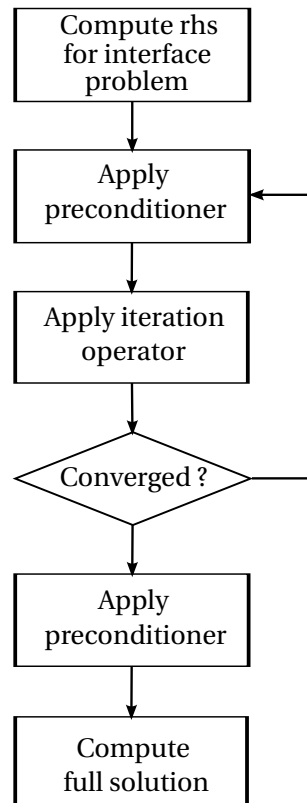 Compute rhs
for interface
problem
Apply
preconditioner
Apply iteration
operator
Converged ?
Apply
preconditioner
Compute
full solution